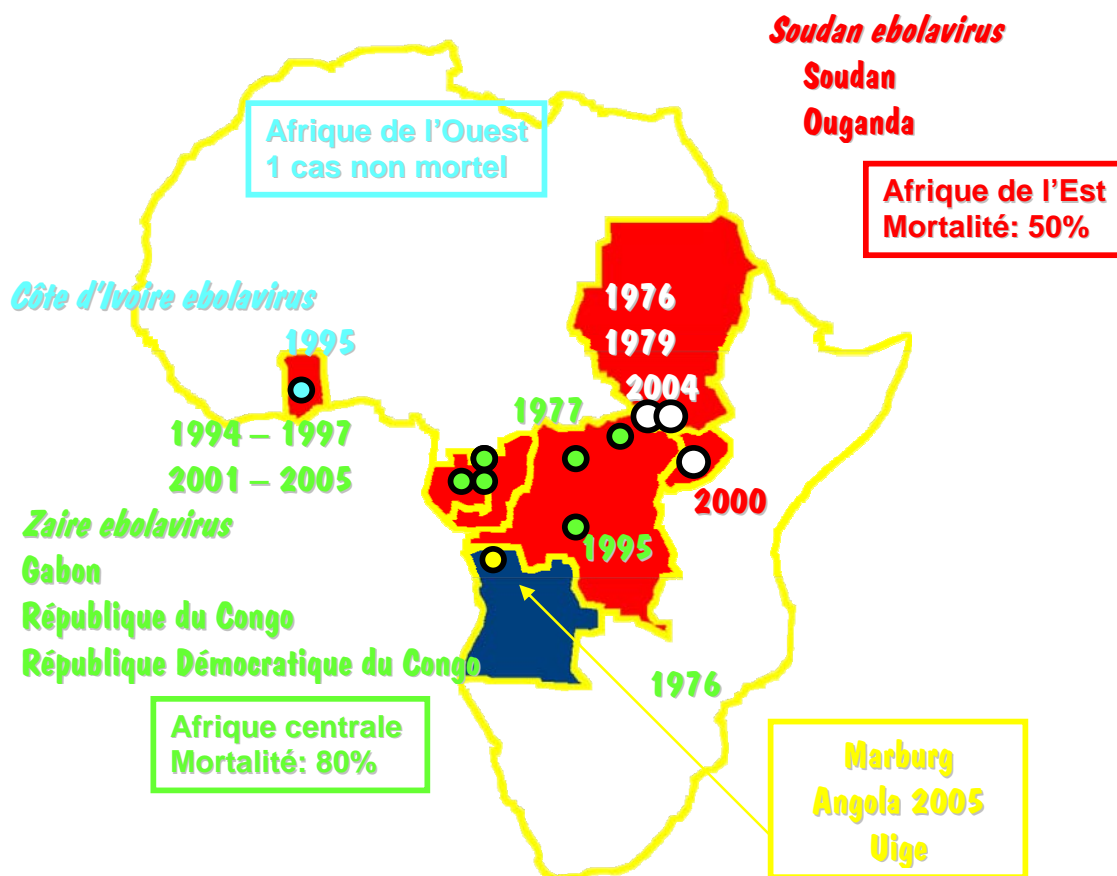 Soudan ebolavirus
Soudan
Ouganda
Afrique de l'Ouest
1 cas non mortel
Afrique de l'Est
Mortalité: 50%
Côte d'Ivoire ebolavirus
1995
1976
1979
2004
1977
1994 – 1997
2001 – 2005
2000
Zaire ebolavirus
Gabon
République du Congo
République Démocratique du Congo
1995
1976
Afrique centrale
Mortalité: 80%
Marburg
Angola 2005
Uige